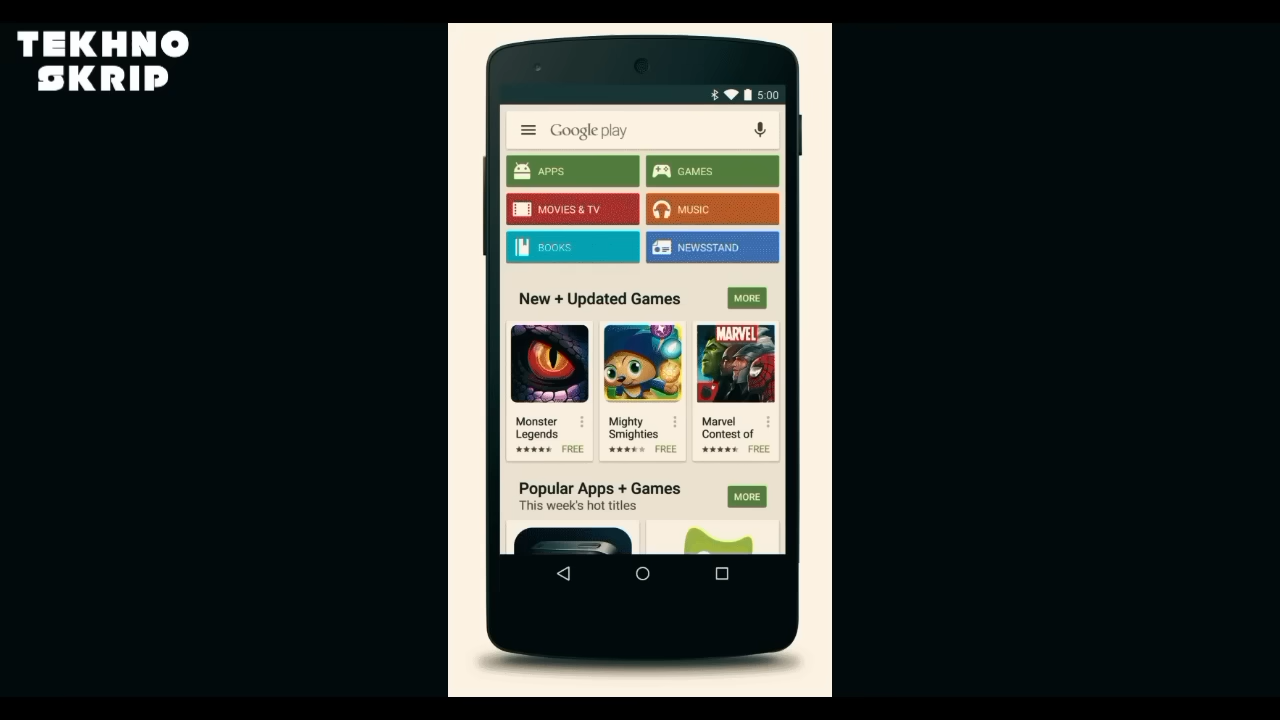 TEKHNO
SKRIP
5:00
Google play
APPS
GAMES
MOVIES & TV
MUSIC
BOOKS
NEWSSTAND
New + Updated Games
MORE
MARVEL
Monster
Legends
FREE
Mighty
Smighties
FREE
Marvel
Contest of
FREE
Popular Apps + Games
This week's hot titles
MORE